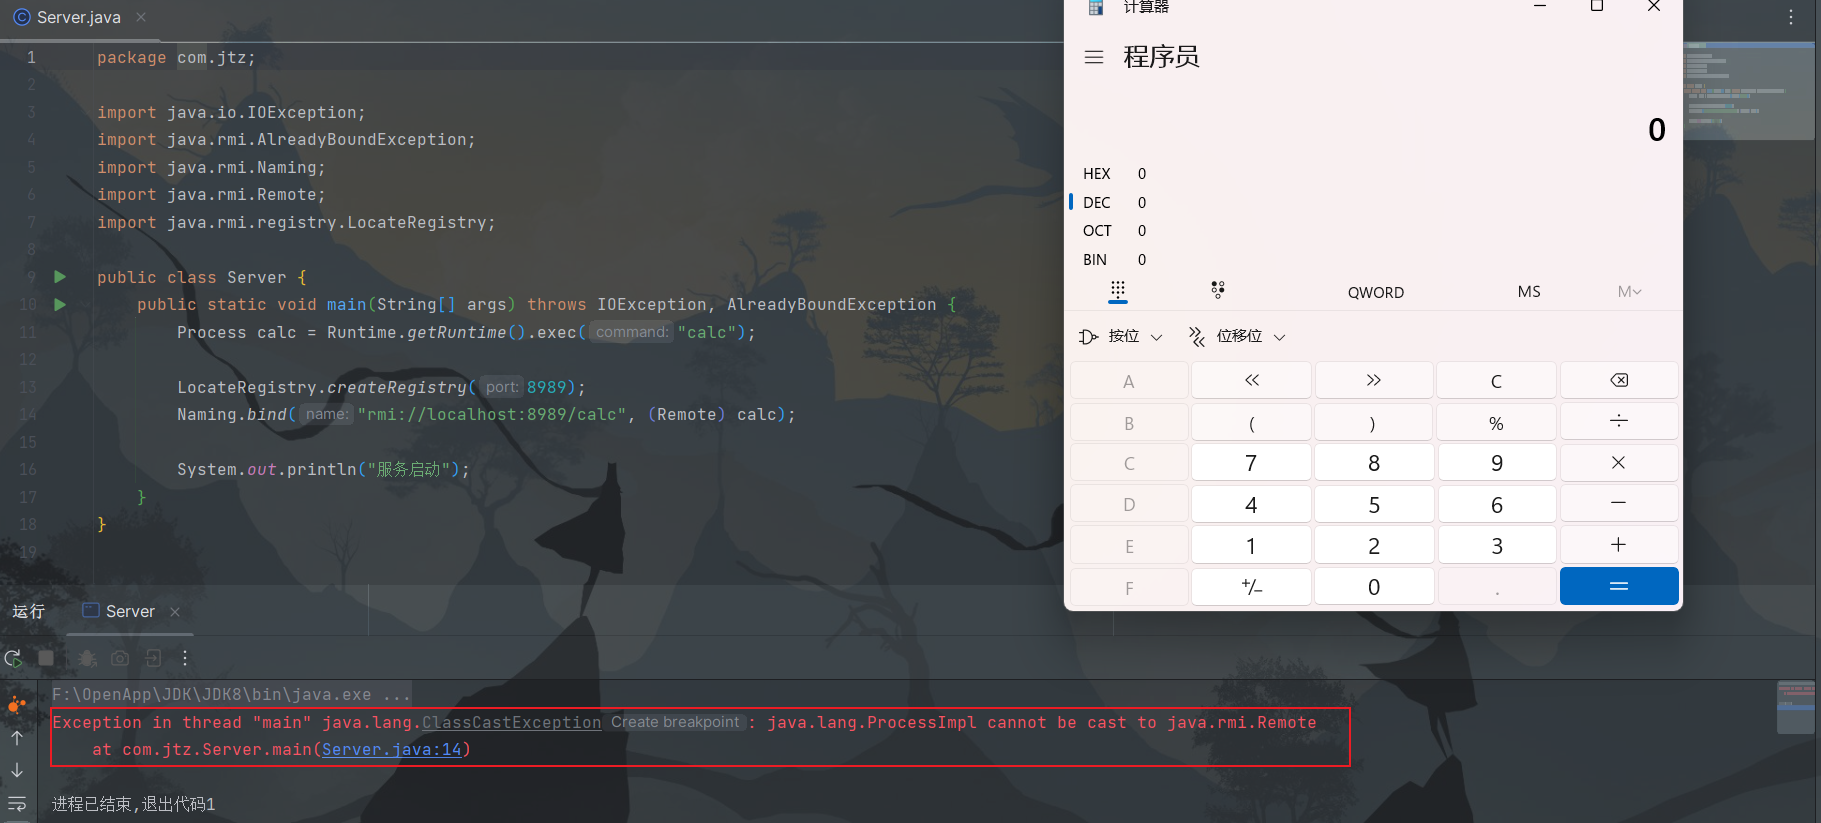 Server.java
1 package com.jtz;
2
3 import java.io.IOException;
4 import java.rmi.AlreadyBoundException;
5 import java.rmi.Naming;
6 import java.rmi.Remote;
7 import java.rmi.registry.LocateRegistry;
8
9 public class Server {
10 public static void main(String[] args) throws IOException, AlreadyBoundException {
11 Process calc = Runtime.getRuntime().exec( command: "calc");
12
13 LocateRegistry.createRegistry( port: 8989);
14 Naming.bind( name: "rmi://localhost:8989/calc", (Remote) calc);
15
16 System.out.println("服务启动");
17 }
18 }
19
计算器
程序员
0
HEX 0
DEC 0
OCT 0
BIN 0
QWORD MS M
按位 位移位
A << >> C
B ( ) % ÷
C 7 8 9 ×
D 4 5 6 −
E 1 2 3 +
F +/− 0 . =
运行 Server
F:\OpenApp\JDK\JDK8\bin\java.exe ...
Exception in thread "main" java.lang.ClassCastException Create breakpoint : java.lang.ProcessImpl cannot be cast to java.rmi.Remote
at com.jtz.Server.main(Server.java:14)
进程已结束,退出代码1